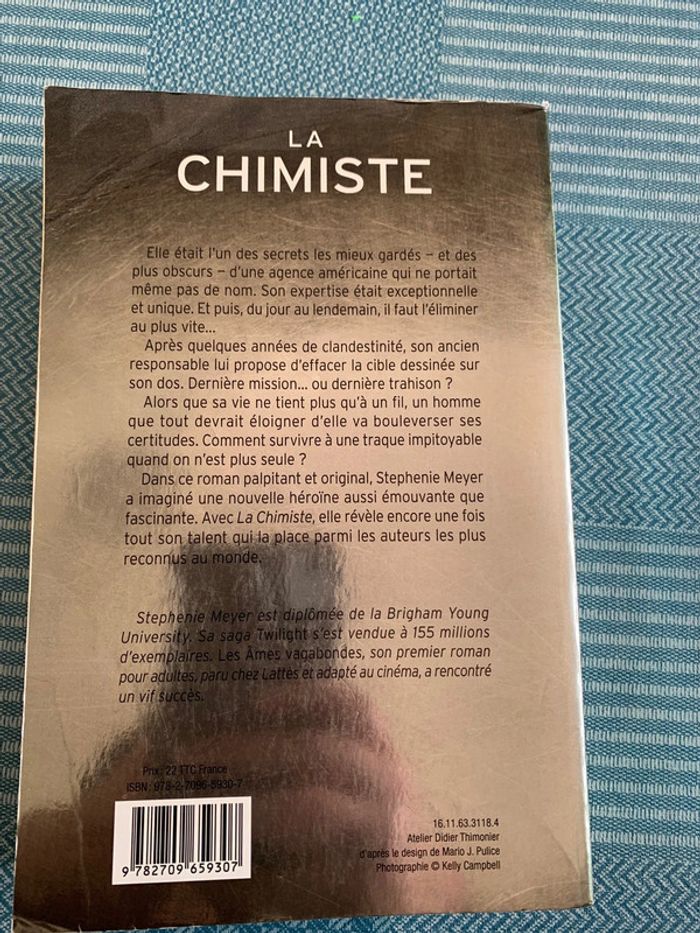 LA
CHIMISTE
Elle était l'un des secrets les mieux gardés – et des
plus obscurs – d'une agence américaine qui ne portait
même pas de nom. Son expertise était exceptionnelle
et unique. Et puis, du jour au lendemain, il faut l'éliminer
au plus vite...
Après quelques années de clandestinité, son ancien
responsable lui propose d'effacer la cible dessinée sur
son dos. Dernière mission... ou dernière trahison ?
Alors que sa vie ne tient plus qu'à un fil, un homme
que tout devrait éloigner d'elle va bouleverser ses
certitudes. Comment survivre à une traque impitoyable
quand on n'est plus seule ?
Dans ce roman palpitant et original, Stephenie Meyer
a imaginé une nouvelle héroïne aussi émouvante que
fascinante. Avec La Chimiste, elle révèle encore une fois
tout son talent qui la place parmi les auteurs les plus
reconnus au monde.
Stephenie Meyer est diplômée de la Brigham Young
University. Sa saga Twilight s'est vendue à 155 millions
d'exemplaires. Les Âmes vagabondes, son premier roman
pour adultes, paru chez Lattès et adapté au cinéma, a rencontré
un vif succès.
Prix : 22 TTC France
ISBN : 978-2-7096-5930-7
9 782709 659307
16.11.63.3118.4
Atelier Didier Thimonier
d'après le design de Mario J. Pulice
Photographie © Kelly Campbell